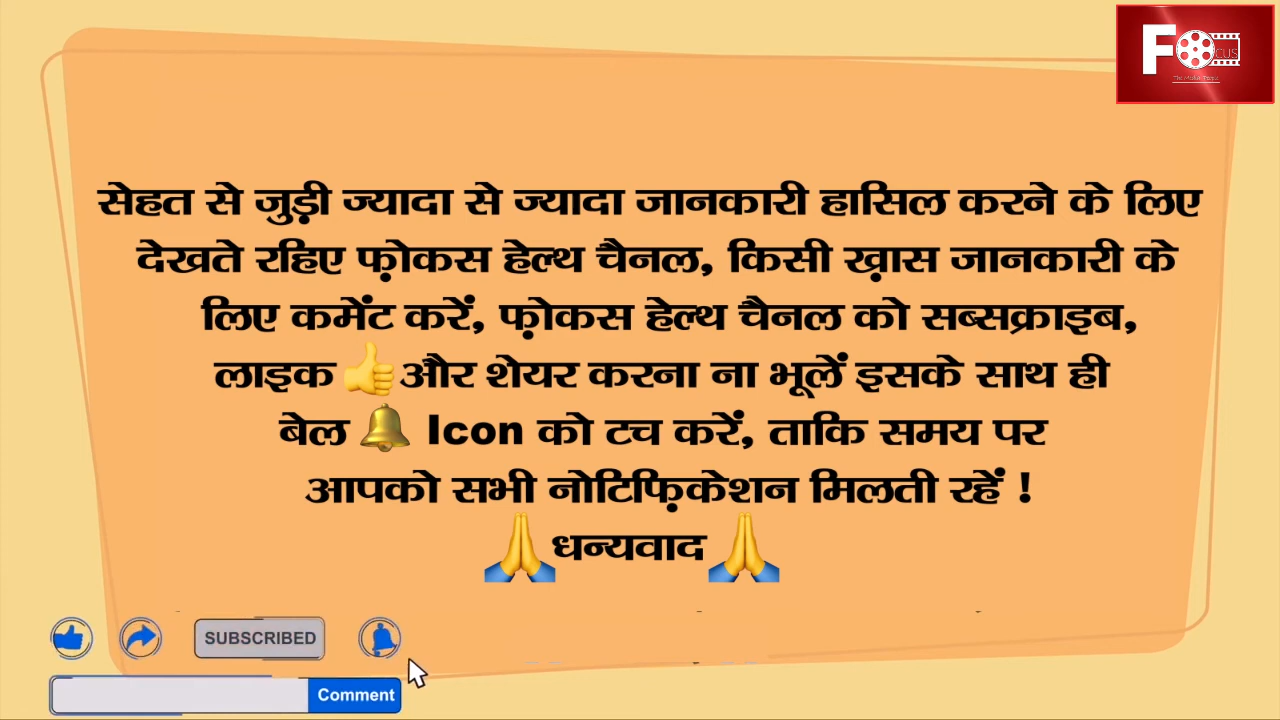 FOCUS
सेहत से जुड़ी ज्यादा से ज्यादा जानकारी हासिल करने के लिए
देखते रहिए फ़ोकस हेल्थ चैनल, किसी ख़ास जानकारी के
लिए कमेंट करें, फ़ोकस हेल्थ चैनल को सब्सक्राइब,
लाइक 👍 और शेयर करना ना भूलें इसके साथ ही
बेल 🔔 Icon को टच करें, ताकि समय पर
आपको सभी नोटिफ़िकेशन मिलती रहें !
🙏 धन्यवाद 🙏
SUBSCRIBED
Comment